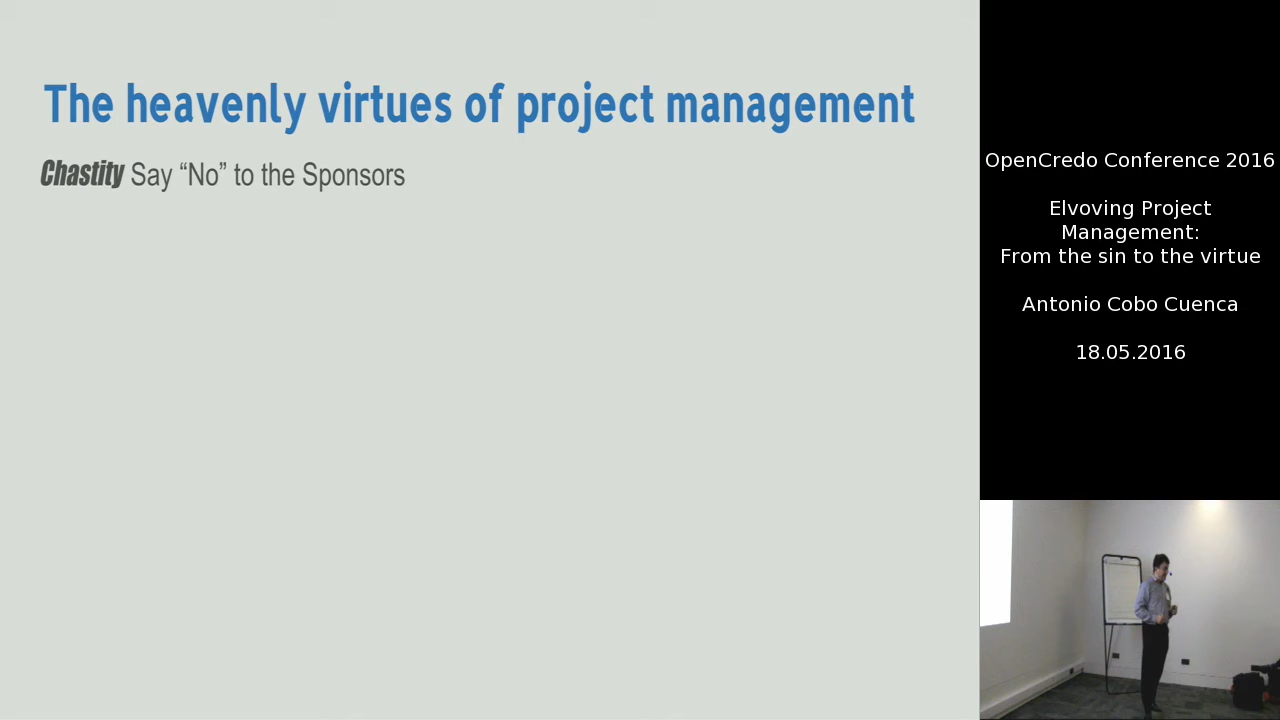 The heavenly virtues of project management
Chastity Say “No” to the Sponsors
OpenCredo Conference 2016
Elvoving Project
Management:
From the sin to the virtue
Antonio Cobo Cuenca
18.05.2016